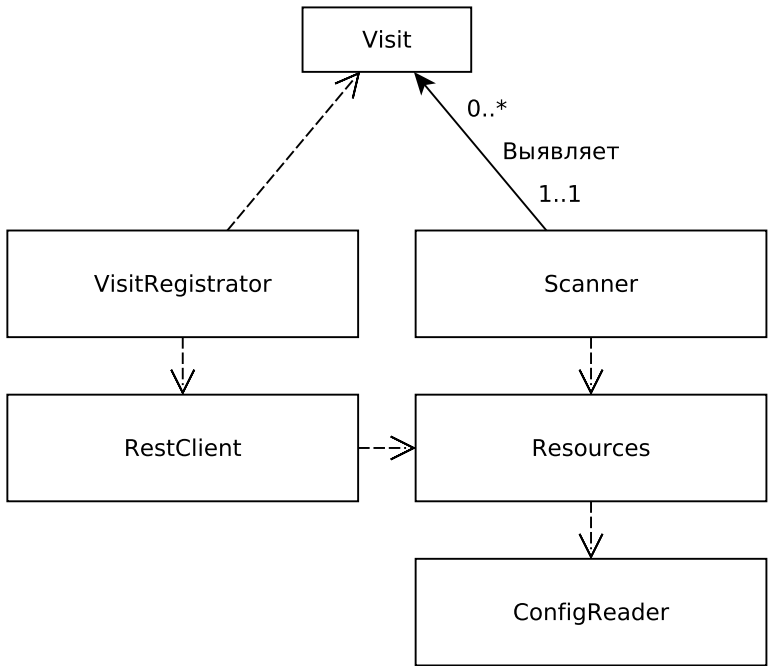 Visit
0..*
Выявляет
1..1
VisitRegistrator
Scanner
RestClient
Resources
ConfigReader